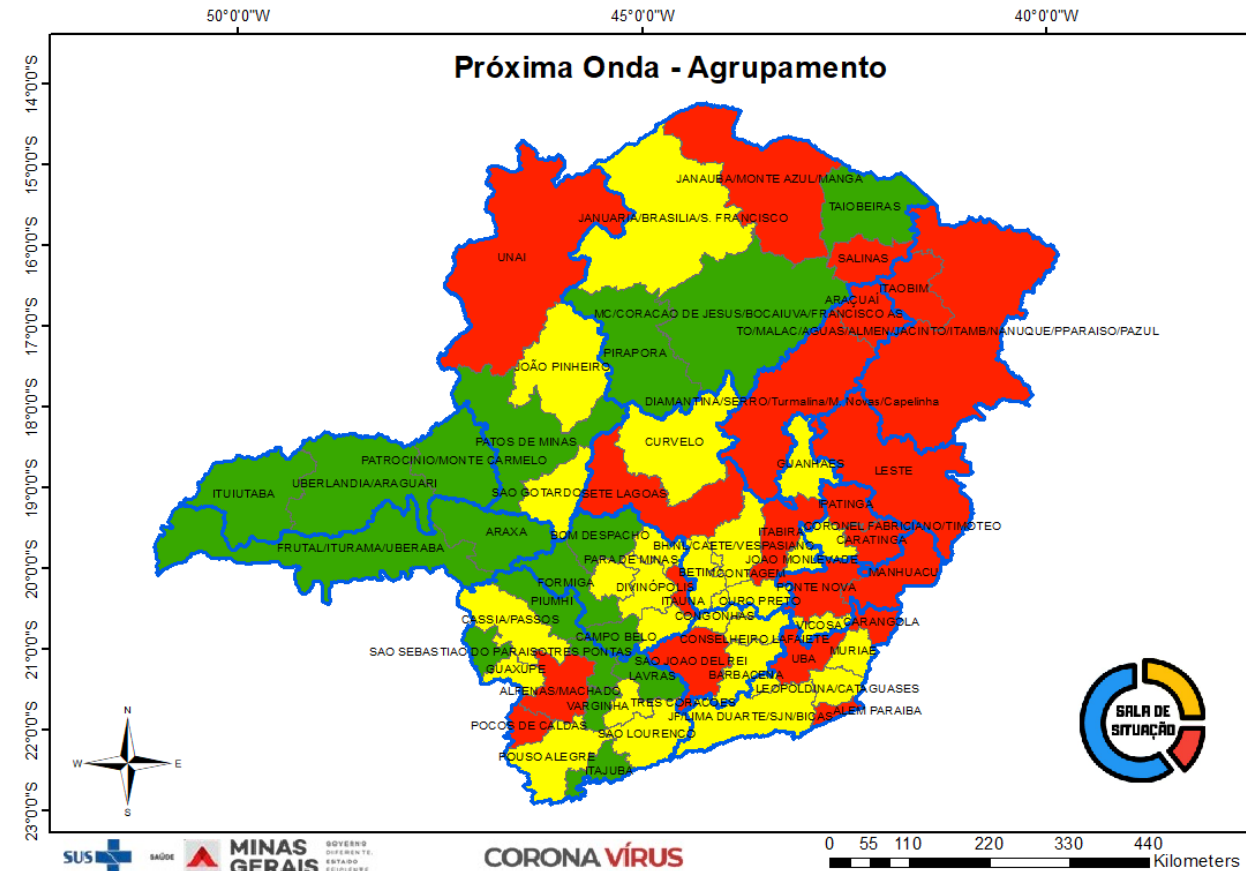 50°0'0"W
45°0'0"W
40°0'0"W
Próxima Onda - Agrupamento
14°0'0"S
15°0'0"S
16°0'0"S
17°0'0"S
18°0'0"S
19°0'0"S
20°0'0"S
21°0'0"S
22°0'0"S
23°0'0"S
JANAUBA/MONTE AZUL/MANGA
TAIOBEIRAS
JANUARIA/BRASILIA/S. FRANCISCO
UNAI
SALINAS
ITAOBIM
ARAÇUAÍ
MC/CORACAO DE JESUS/BOCAIUVA/FRANCISCO AS
TO/MALAC/AGUAS/ALMEN/JACINTO/ITAMB/NANUQUE/PPARAISO/PAZUL
PIRAPORA
JOÃO PINHEIRO
DIAMANTINA/SERRO/Turmalina/M. Novas/Capelinha
PATOS DE MINAS
CURVELO
PATROCINIO/MONTE CARMELO
GUANHAES
LESTE
UBERLANDIA/ARAGUARI
ITUIUTABA
SAO GOTARDO
SETE LAGOAS
IPATINGA
CORONEL FABRICIANO/TIMOTEO
ARAXA
BOM DESPACHO
ITABIRA
CARATINGA
FRUTAL/ITURAMA/UBERABA
BH/NL/CAETE/VESPASIANO
PARA DE MINAS
JOAO MONLEVADE
BETIM
CONTAGEM
MANHUACU
FORMIGA
DIVINÓPOLIS
PONTE NOVA
PIUMHI
ITAUNA
OURO PRETO
CASSIA/PASSOS
CONGONHAS
VICOSA
CARANGOLA
CAMPO BELO
CONSELHEIRO LAFAIETE
SAO SEBASTIAO DO PARAISO
TRES PONTAS
SAO JOAO DEL REI
UBA
MURIAE
GUAXUPE
LAVRAS
BARBACENA
ALFENAS/MACHADO
LEOPOLDINA/CATAGUASES
VARGINHA
TRES CORACOES
JF/LIMA DUARTE/SJN/BICAS
ALEM PARAIBA
POCOS DE CALDAS
SAO LOURENCO
POUSO ALEGRE
ITAJUBA
SALA DE
SITUAÇÃO
N
W
E
S
SUS
SAÚDE
MINAS
GERAIS
GOVERNO
DIFERENTE.
ESTADO
EFICIENTE.
CORONA VÍRUS
0 55 110 220 330 440
Kilometers